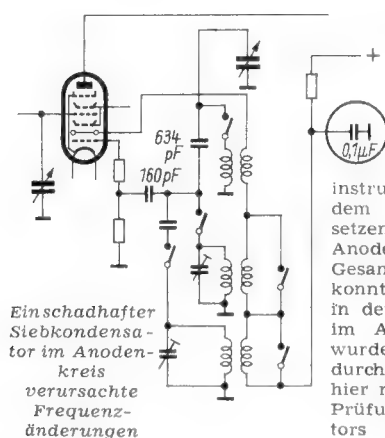 +
634
pF
160pF
0,1µF
Ein schadhafter
Siebkondensa-
tor im Anoden-
kreis
verursachte
Frequenz-
änderungen
instru
dem
setzen
Anode
Gesan
konnt
in de
im A
wurde
durch
hier r
Prüfu
tors